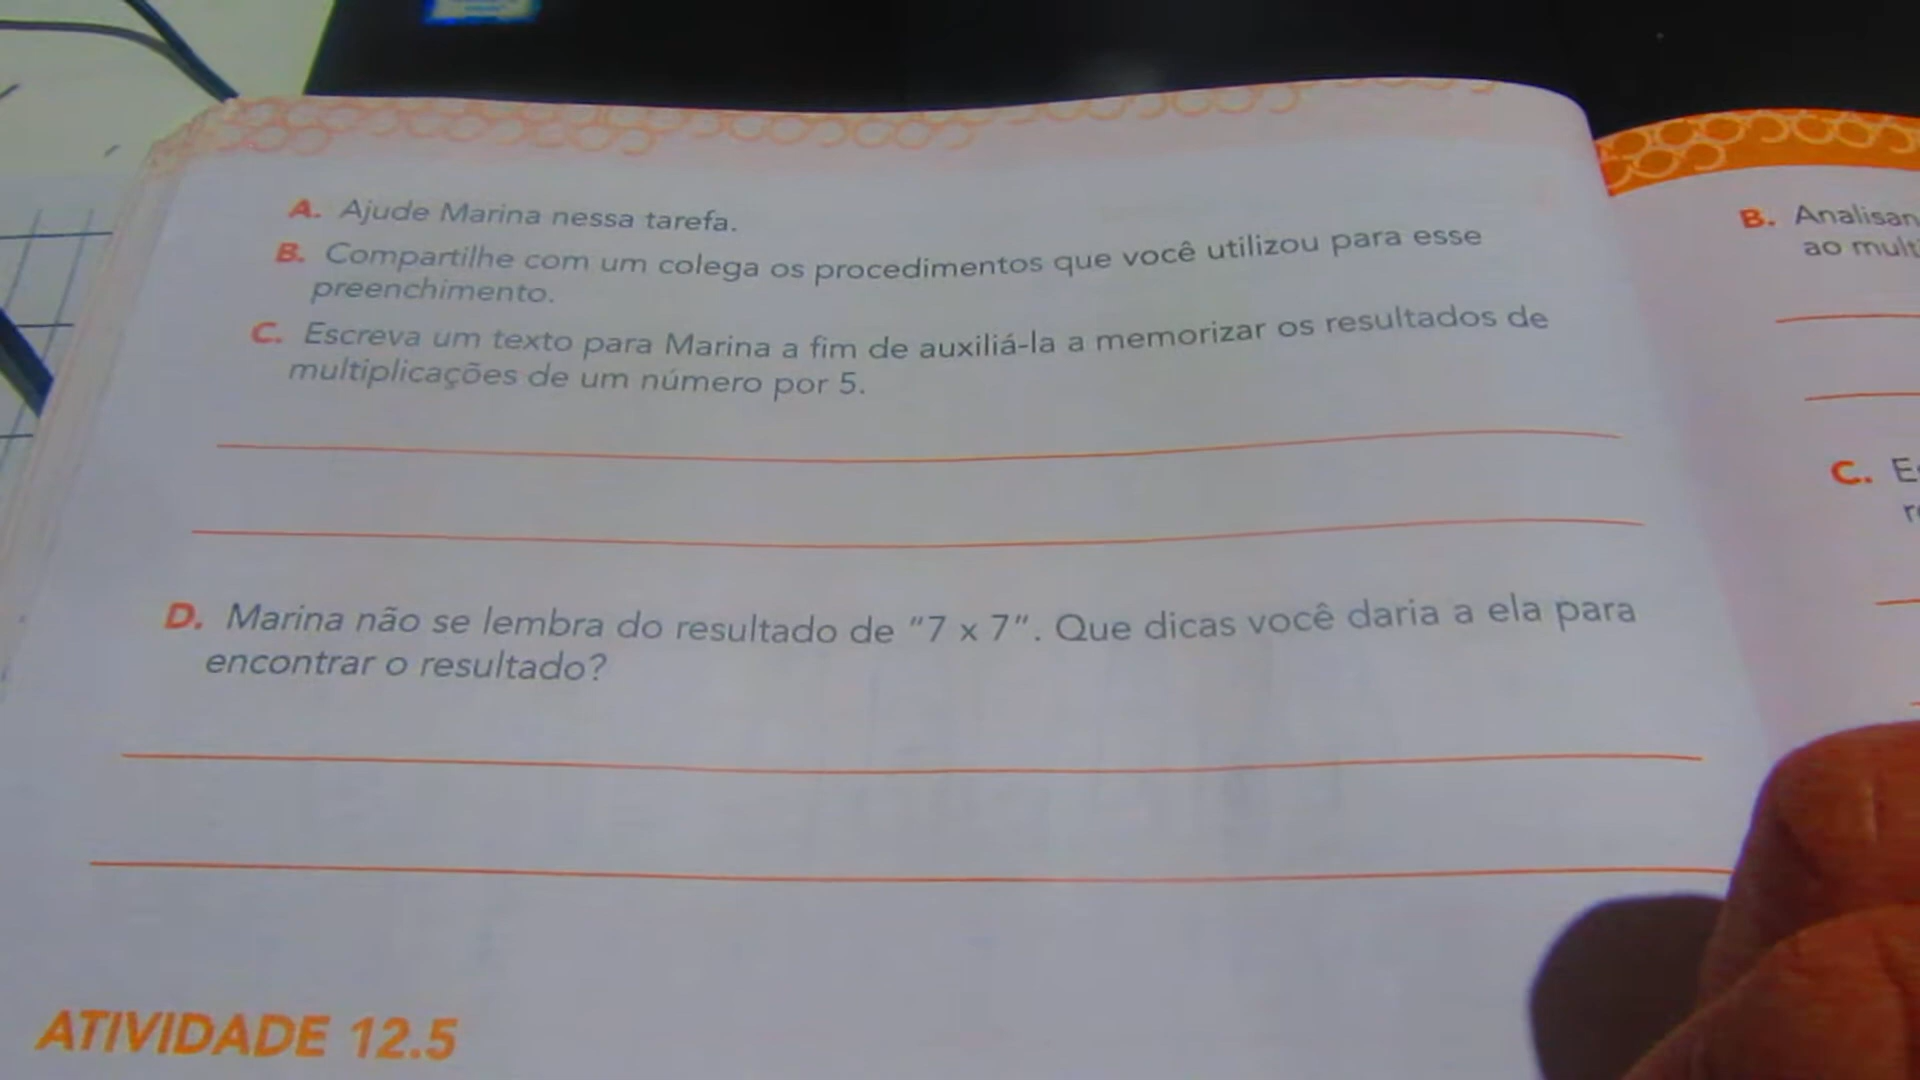 A. Ajude Marina nessa tarefa.
B. Compartilhe com um colega os procedimentos que você utilizou para esse
preenchimento.
C. Escreva um texto para Marina a fim de auxiliá-la a memorizar os resultados de
multiplicações de um número por 5.
D. Marina não se lembra do resultado de "7 x 7". Que dicas você daria a ela para
encontrar o resultado?
ATIVIDADE 12.5
B. Analisan
ao mult
C. E
r